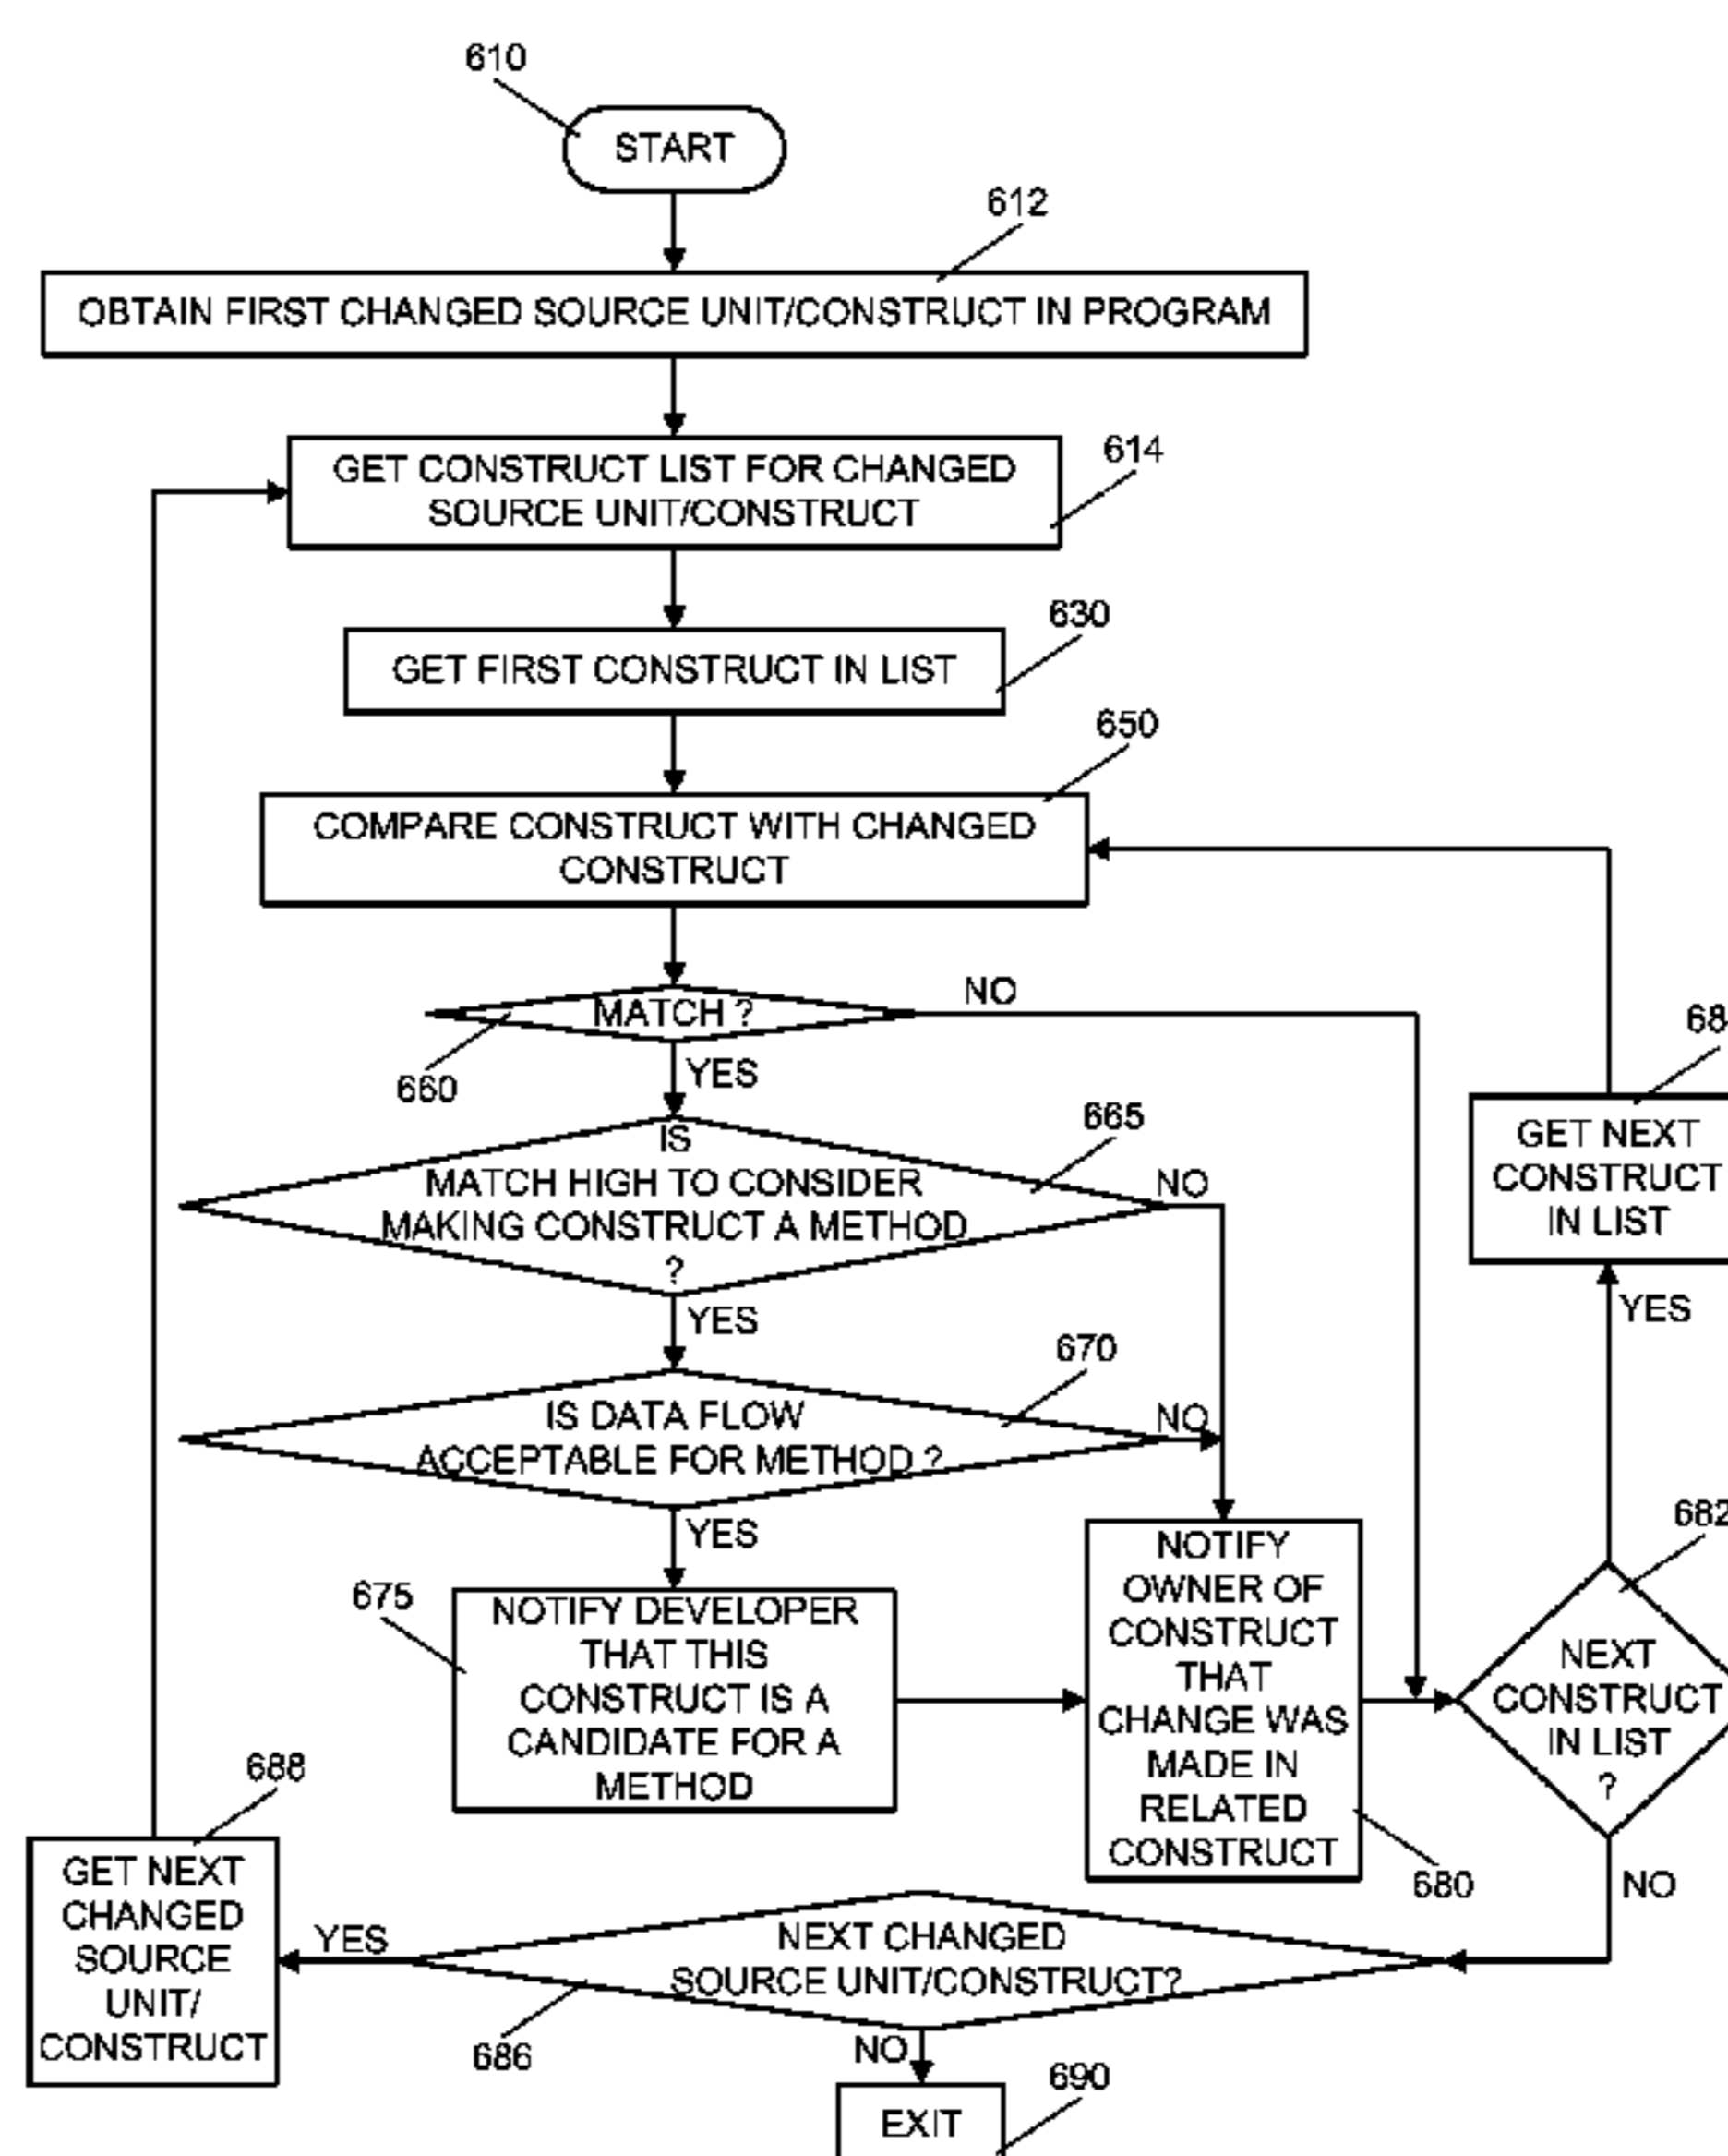 610
START
612
OBTAIN FIRST CHANGED SOURCE UNIT/CONSTRUCT IN PROGRAM
614
GET CONSTRUCT LIST FOR CHANGED
SOURCE UNIT/CONSTRUCT
630
GET FIRST CONSTRUCT IN LIST
650
COMPARE CONSTRUCT WITH CHANGED
CONSTRUCT
MATCH ?
NO
660
YES
IS
MATCH HIGH TO CONSIDER
MAKING CONSTRUCT A METHOD
?
665
NO
YES
670
IS DATA FLOW
ACCEPTABLE FOR METHOD ?
NO
YES
675
NOTIFY DEVELOPER
THAT THIS
CONSTRUCT IS A
CANDIDATE FOR A
METHOD
NOTIFY
OWNER OF
CONSTRUCT
THAT
CHANGE WAS
MADE IN
RELATED
CONSTRUCT
680
68
GET NEXT
CONSTRUCT
IN LIST
YES
682
NEXT
CONSTRUCT
IN LIST
?
NO
688
GET NEXT
CHANGED
SOURCE
UNIT/
CONSTRUCT
YES
NEXT CHANGED
SOURCE UNIT/CONSTRUCT?
686
NO
690
EXIT